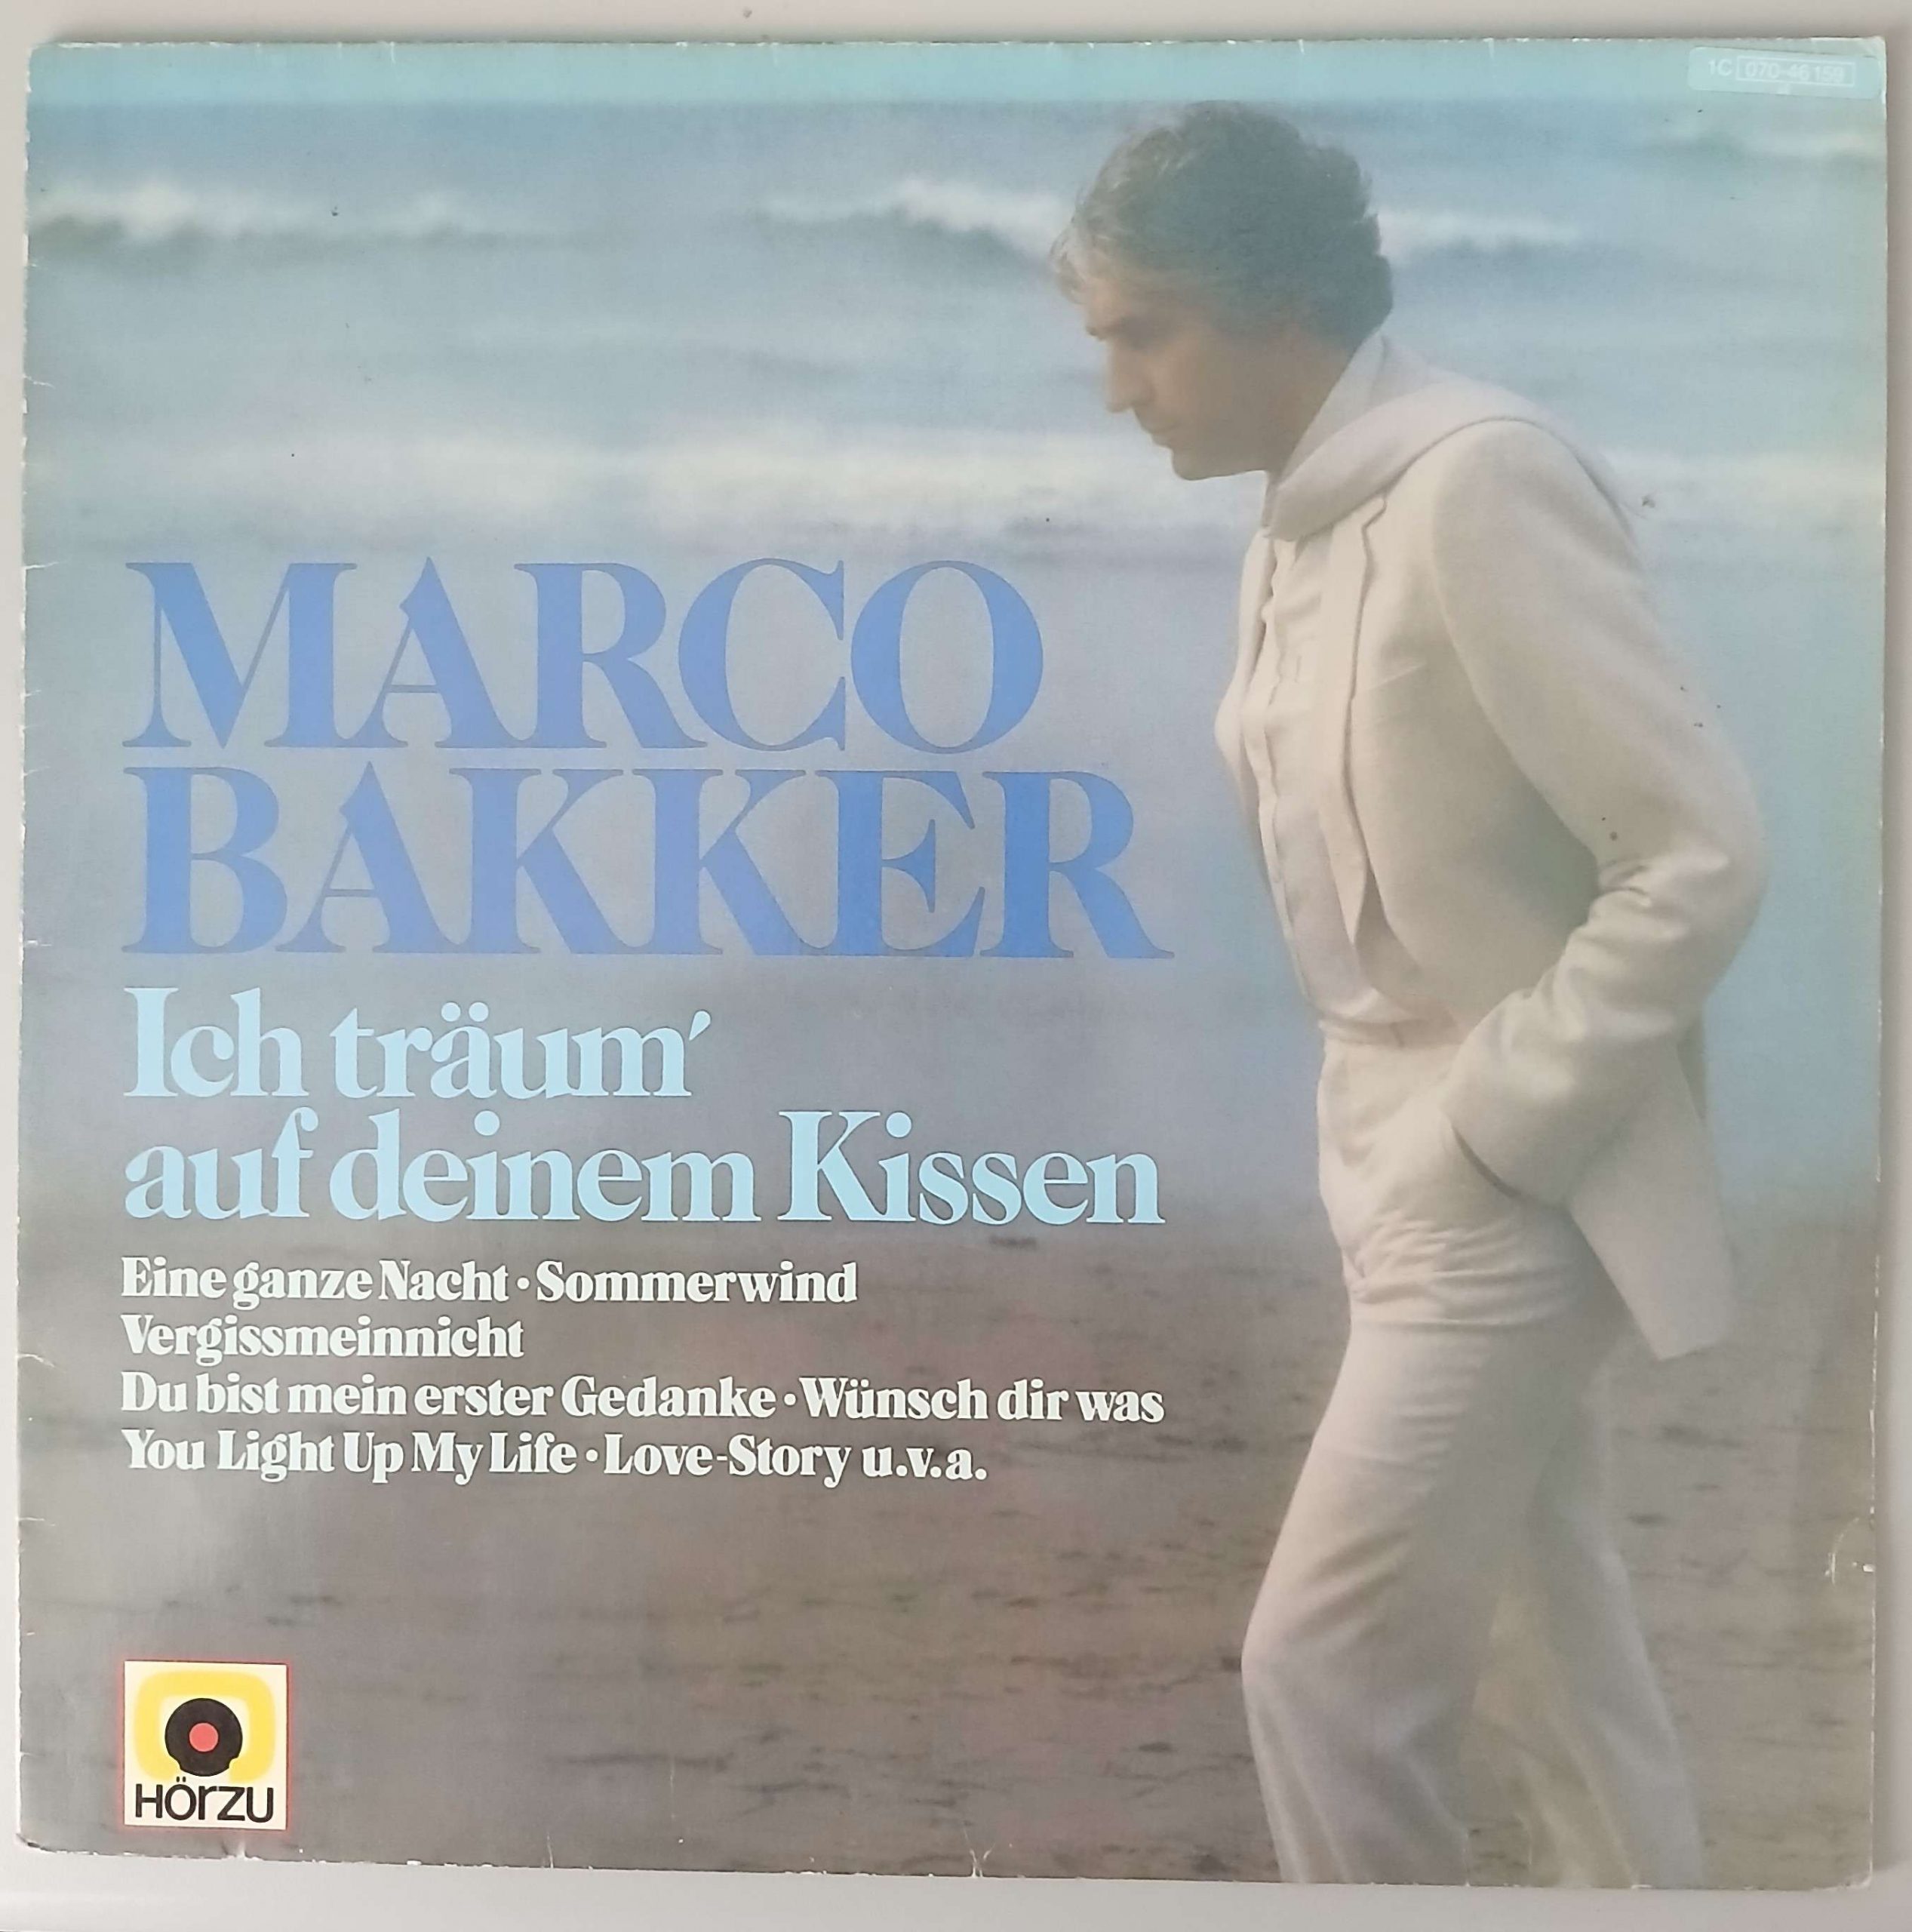 1C 070-46 159
MARCO
BAKKER
Ich träum'
auf deinem Kissen
Eine ganze Nacht • Sommerwind
Vergissmeinnicht
Du bist mein erster Gedanke • Wünsch dir was
You Light Up My Life • Love-Story u.v.a.
HÖRZU